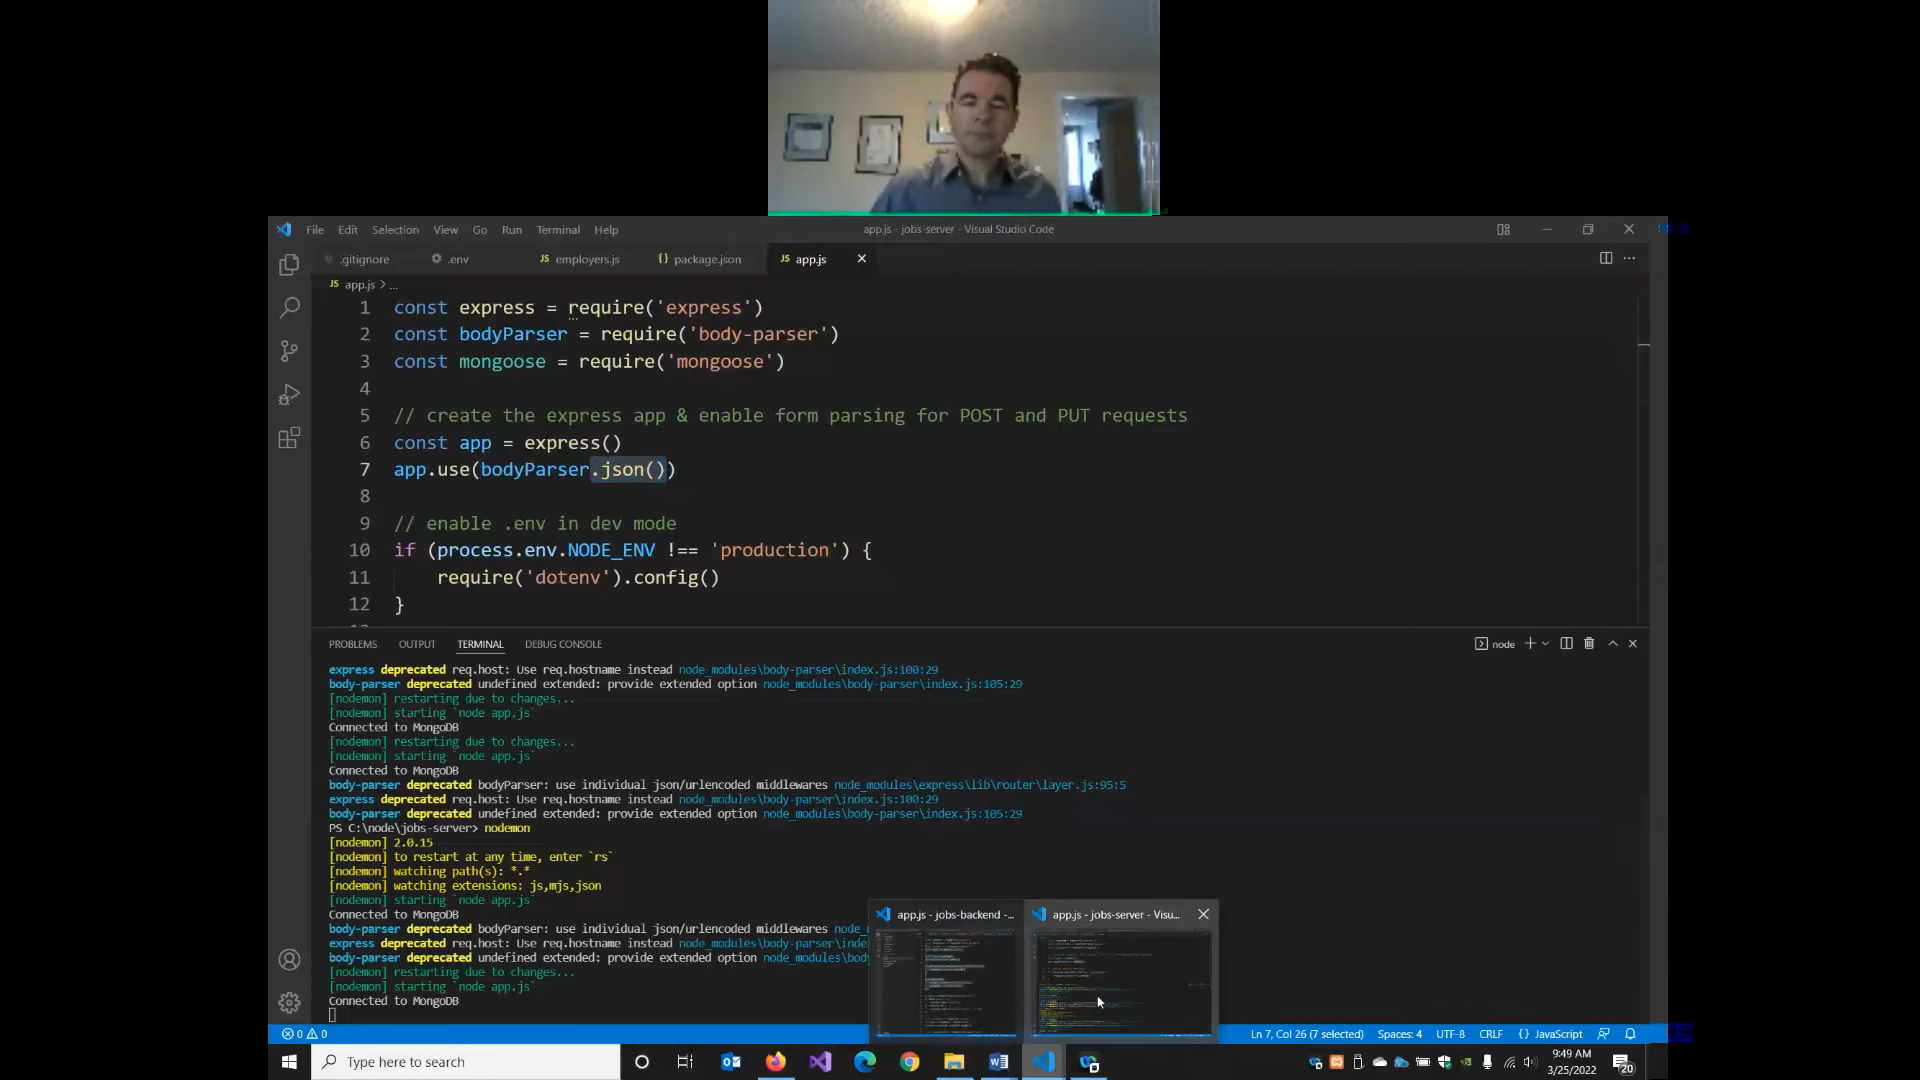 File Edit Selection View Go Run Terminal Help
app.js - jobs-server - Visual Studio Code
.gitignore .env JS employers.js {} package.json JS app.js
JS app.js > ...
1 const express = require('express')
2 const bodyParser = require('body-parser')
3 const mongoose = require('mongoose')
4
5 // create the express app & enable form parsing for POST and PUT requests
6 const app = express()
7 app.use(bodyParser.json())
8
9 // enable .env in dev mode
10 if (process.env.NODE_ENV !== 'production') {
11 require('dotenv').config()
12 }
PROBLEMS OUTPUT TERMINAL DEBUG CONSOLE node
express deprecated req.host: Use req.hostname instead node_modules\body-parser\index.js:100:29
body-parser deprecated undefined extended: provide extended option node_modules\body-parser\index.js:105:29
[nodemon] restarting due to changes...
[nodemon] starting `node app.js`
Connected to MongoDB
[nodemon] restarting due to changes...
[nodemon] starting `node app.js`
Connected to MongoDB
body-parser deprecated bodyParser: use individual json/urlencoded middlewares node_modules\express\lib\router\layer.js:95:5
express deprecated req.host: Use req.hostname instead node_modules\body-parser\index.js:100:29
body-parser deprecated undefined extended: provide extended option node_modules\body-parser\index.js:105:29
PS C:\node\jobs-server> nodemon
[nodemon] 2.0.15
[nodemon] to restart at any time, enter `rs`
[nodemon] watching path(s): *.*
[nodemon] watching extensions: js,mjs,json
[nodemon] starting `node app.js`
Connected to MongoDB
body-parser deprecated bodyParser: use individual json/urlencoded middlewares node_
express deprecated req.host: Use req.hostname instead node_modules\body-parser\inde
body-parser deprecated undefined extended: provide extended option node_modules\bod
[nodemon] restarting due to changes...
[nodemon] starting `node app.js`
Connected to MongoDB
app.js - jobs-backend -...
app.js - jobs-server - Visu...
0 0 Ln 7, Col 26 (7 selected) Spaces: 4 UTF-8 CRLF {} JavaScript
Type here to search
9:49 AM
3/25/2022
20